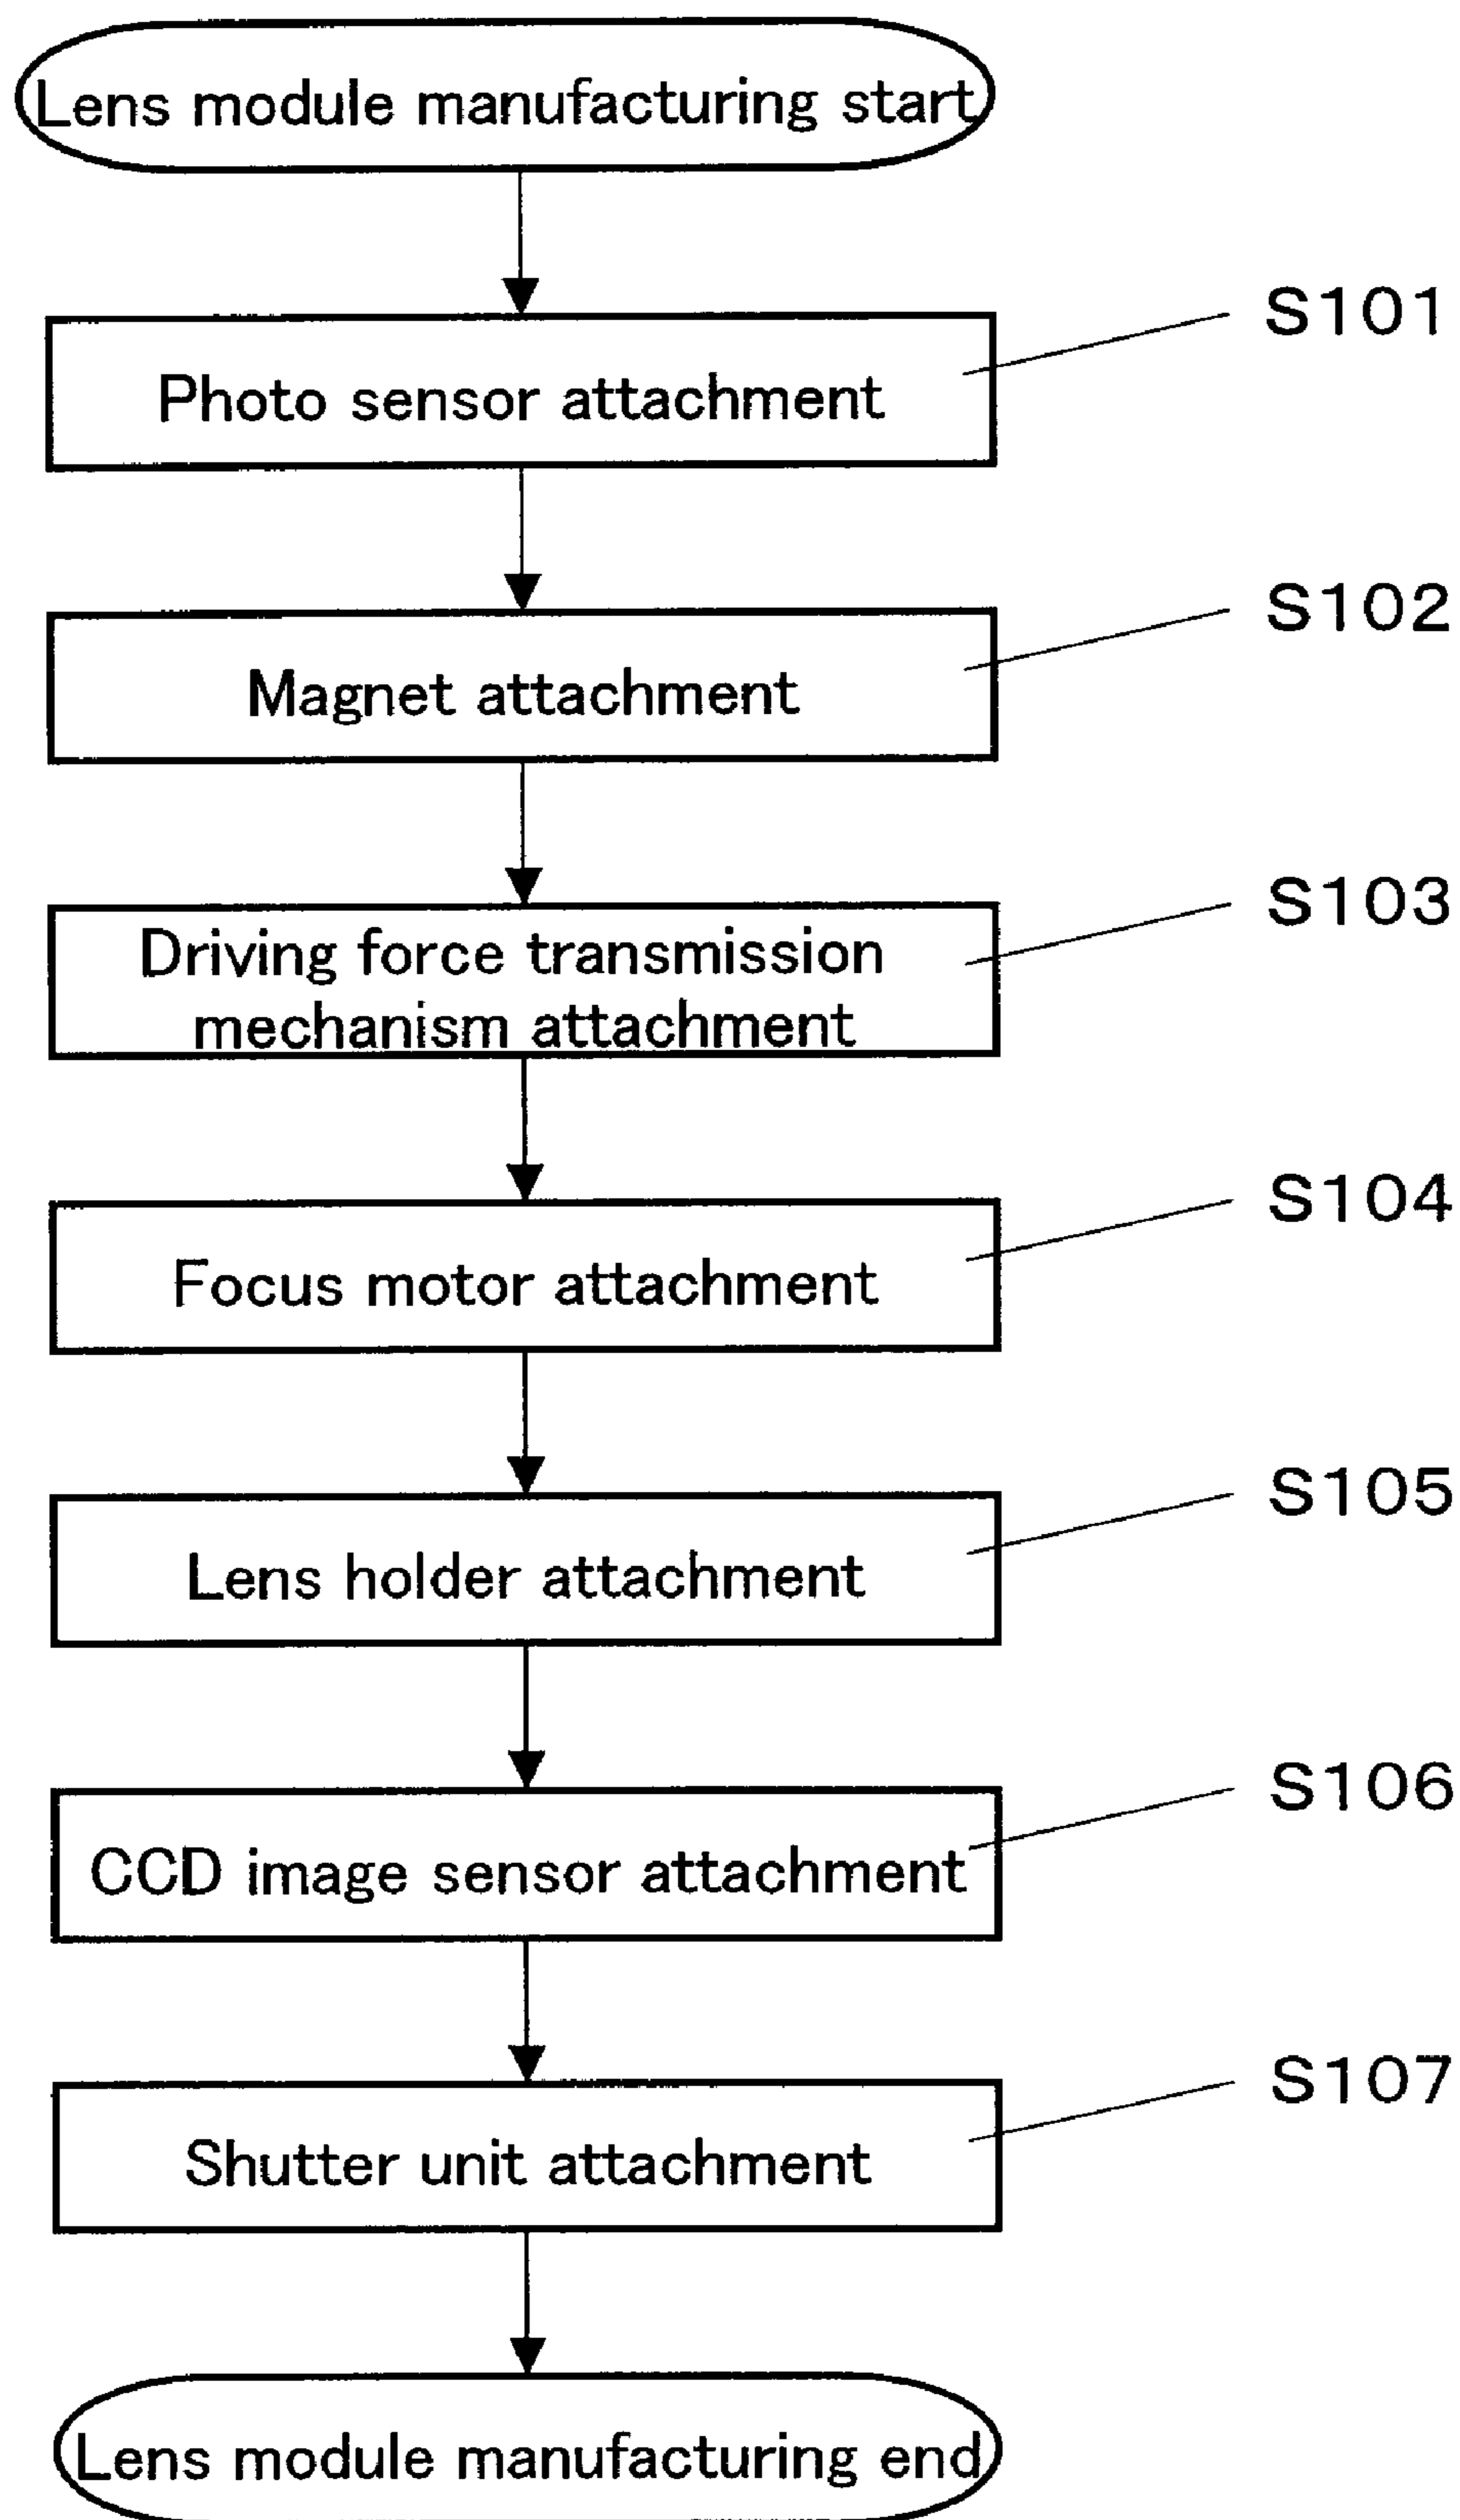 Lens module manufacturing start
S101
Photo sensor attachment
S102
Magnet attachment
S103
Driving force transmission
mechanism attachment
S104
Focus motor attachment
S105
Lens holder attachment
S106
CCD image sensor attachment
S107
Shutter unit attachment
Lens module manufacturing end